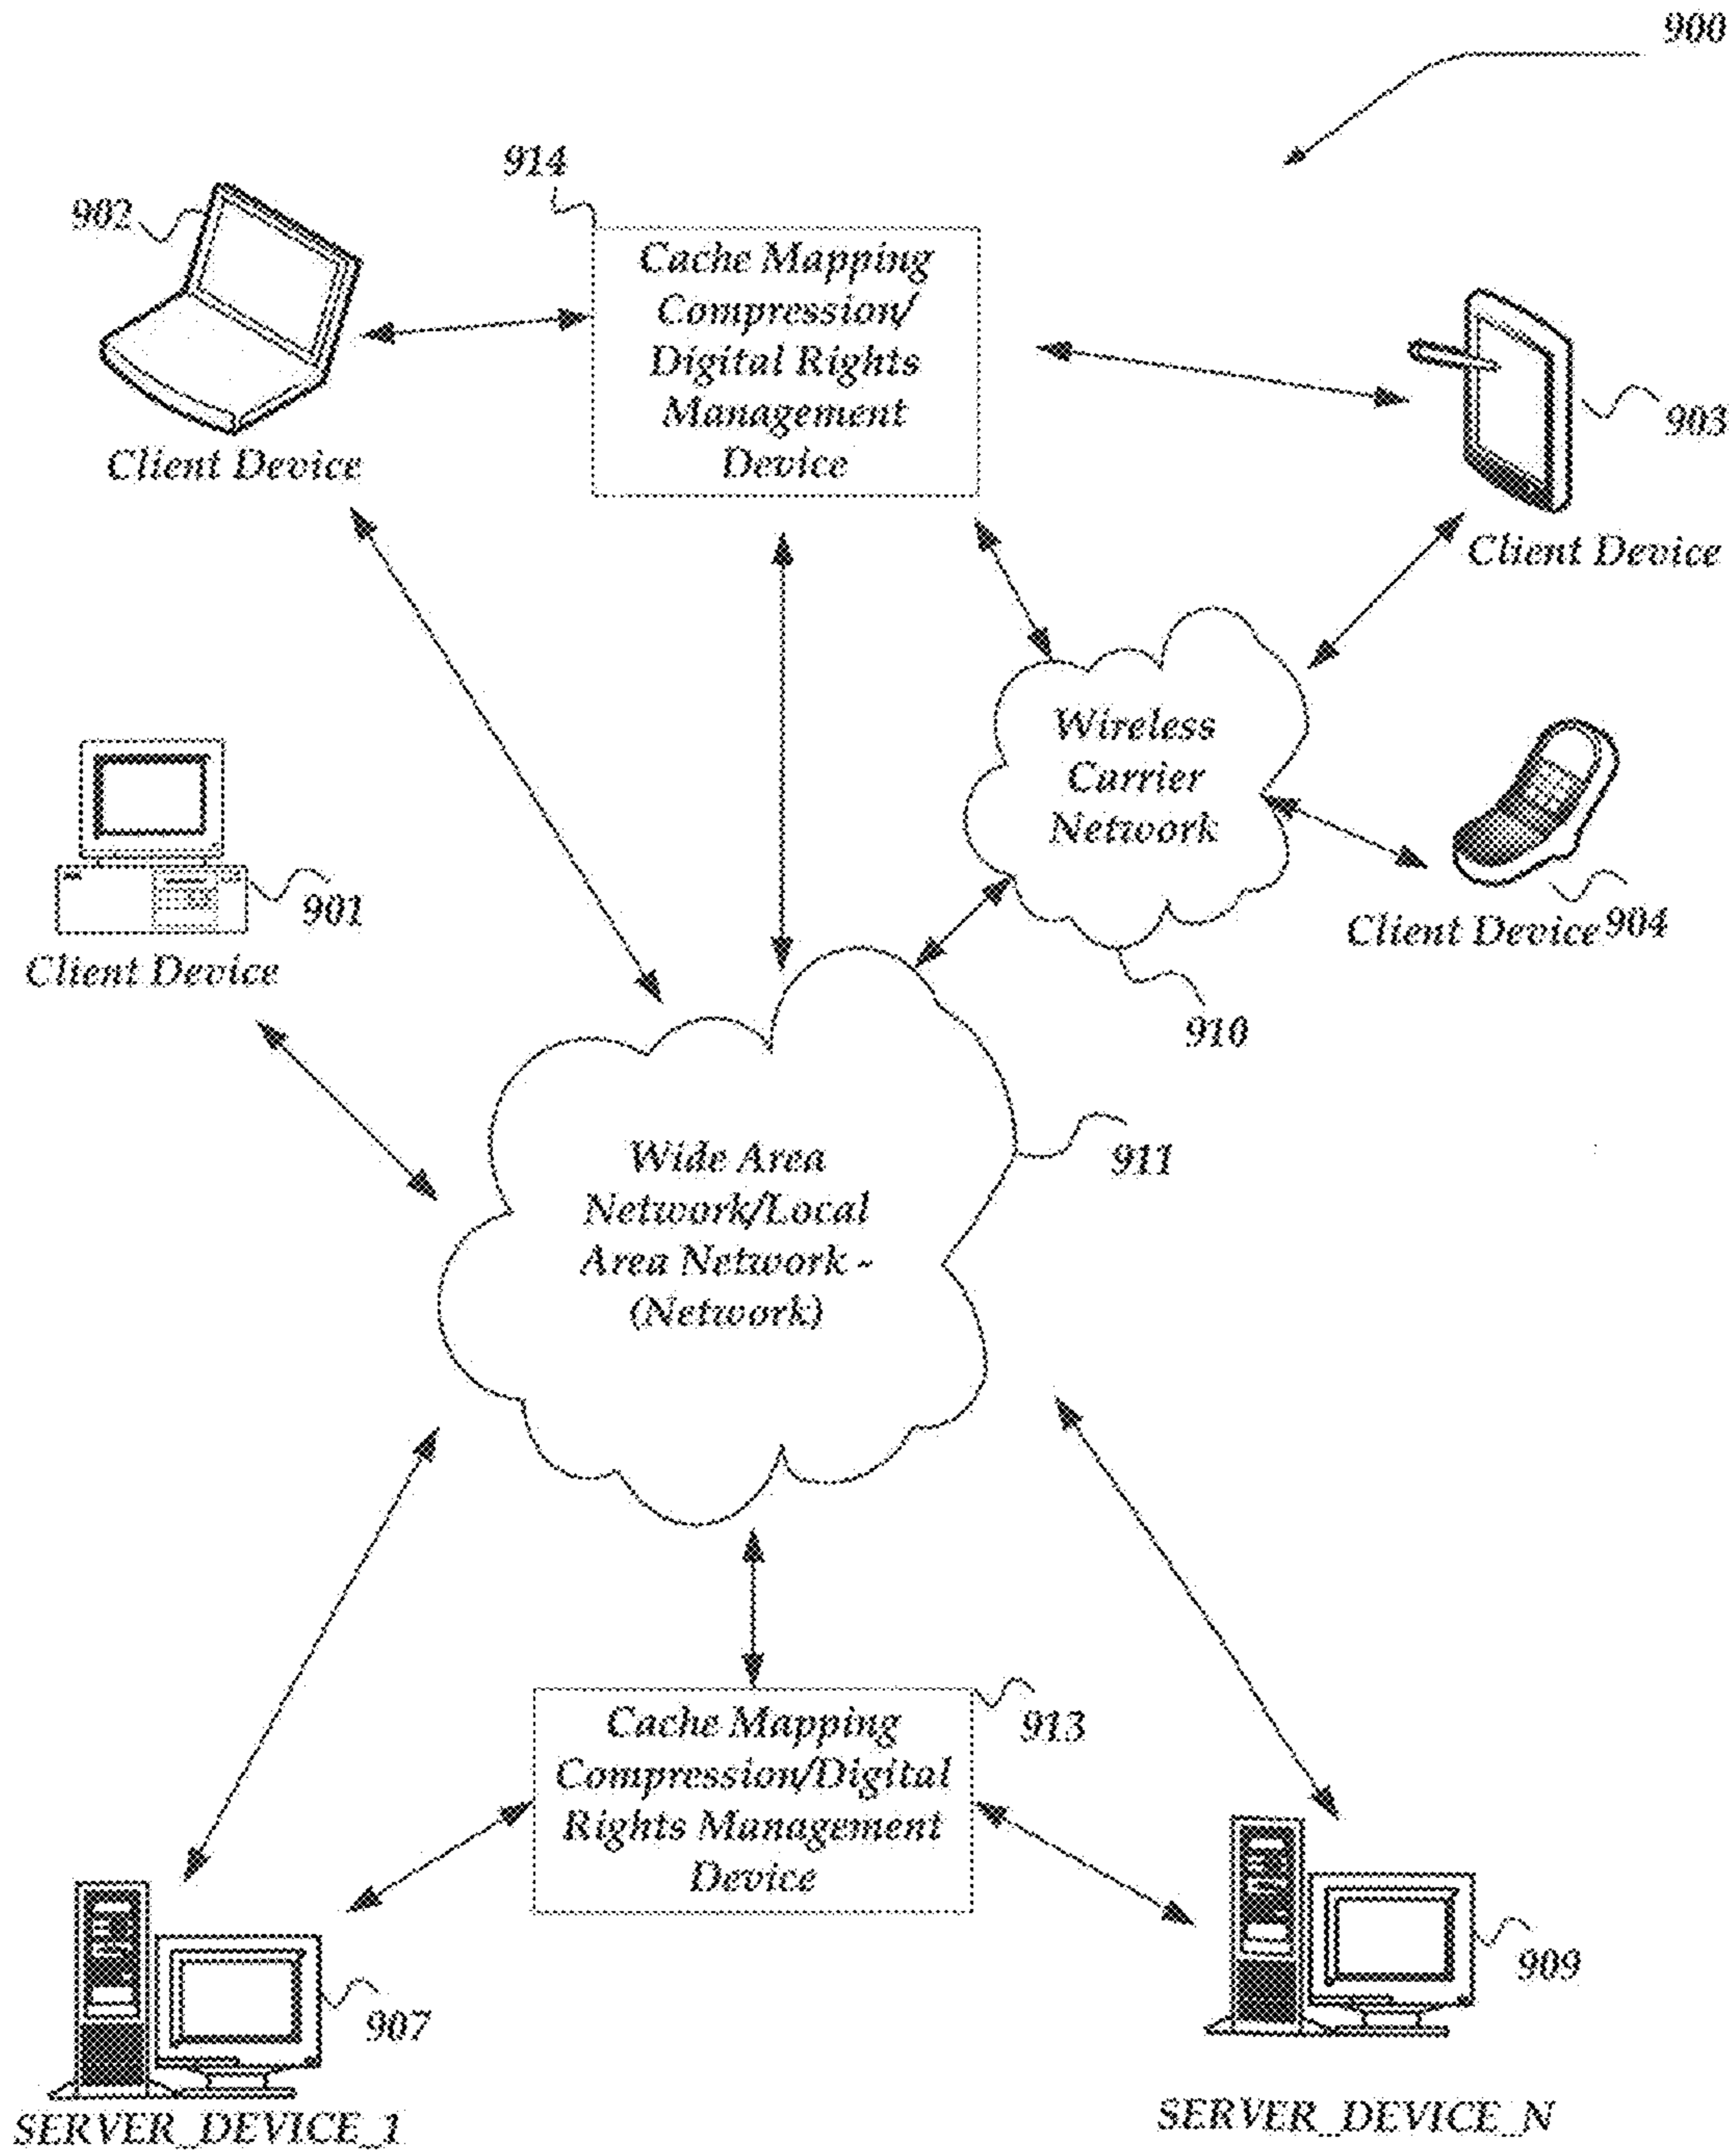 900
914
902
Cache Mapping
Compression/
Digital Rights
Management
Device
903
Client Device
Client Device
Wireless
Carrier
Network
901
Client Device
Client Device 904
910
Wide Area
Network/Local
Area Network -
(Network)
911
Cache Mapping
Compression/Digital
Rights Management
Device
913
909
907
SERVER_DEVICE_1
SERVER_DEVICE_N